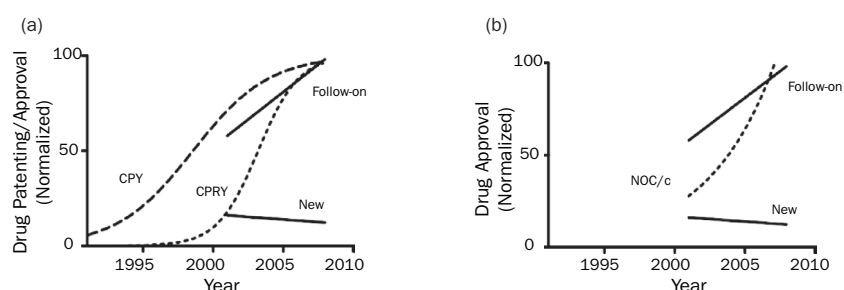 (a)
Drug Patenting/Approval
(Normalized)
100
50
0
CPY
CPRY
Follow-on
New
1995
2000
2005
2010
Year
(b)
Drug Approval
(Normalized)
100
50
0
NOC/c
Follow-on
New
1995
2000
2005
2010
Year